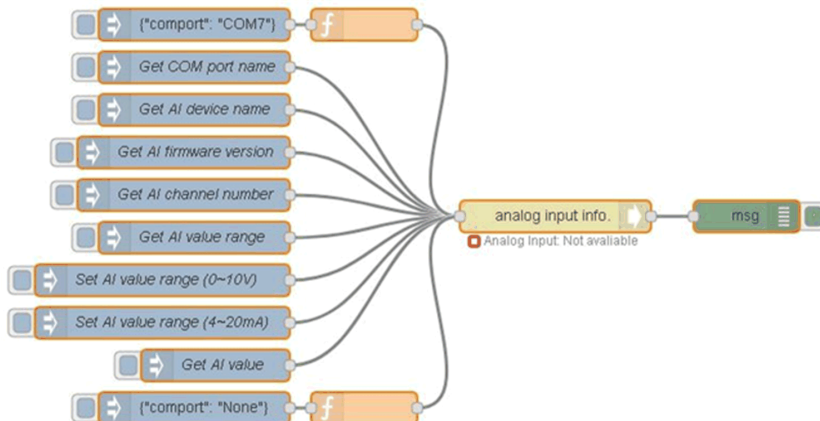 {"comport": "COM7"}
Get COM port name
Get AI device name
Get AI firmware version
Get AI channel number
analog input info.
msg
Get AI value range
Analog Input: Not avaliable
Set AI value range (0~10V)
Set AI value range (4~20mA)
Get AI value
{"comport": "None"}